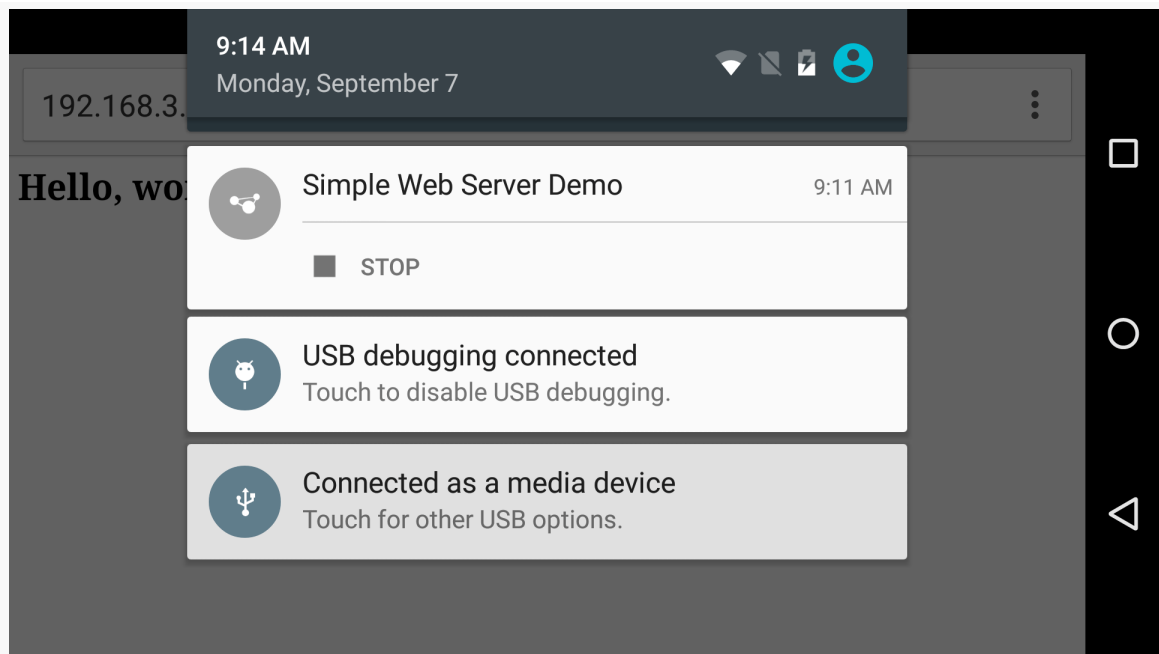 9:14 AM
Monday, September 7
192.168.3.
Hello, wo
Simple Web Server Demo 9:11 AM
STOP
USB debugging connected
Touch to disable USB debugging.
Connected as a media device
Touch for other USB options.